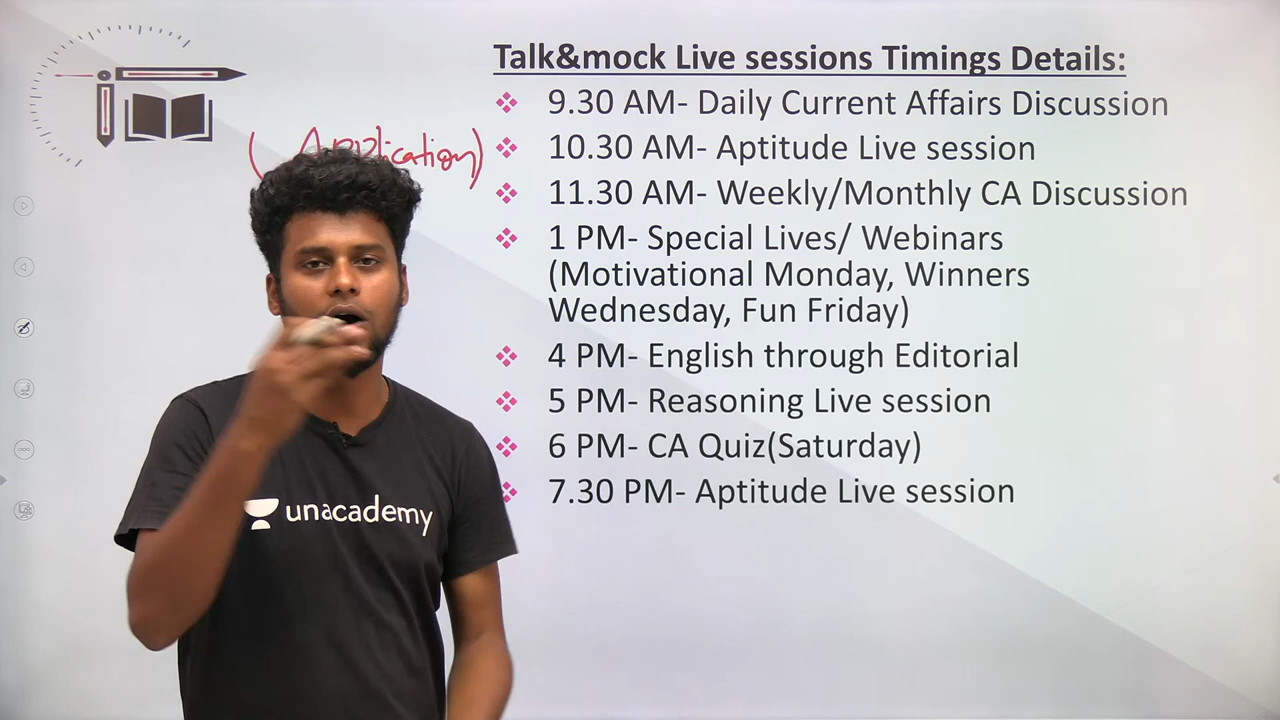 Talk&mock Live sessions Timings Details:
9.30 AM- Daily Current Affairs Discussion
10.30 AM- Aptitude Live session
11.30 AM- Weekly/Monthly CA Discussion
1 PM- Special Lives/ Webinars
(Motivational Monday, Winners
Wednesday, Fun Friday)
4 PM- English through Editorial
5 PM- Reasoning Live session
6 PM- CA Quiz(Saturday)
7.30 PM- Aptitude Live session
(Application)
unacademy